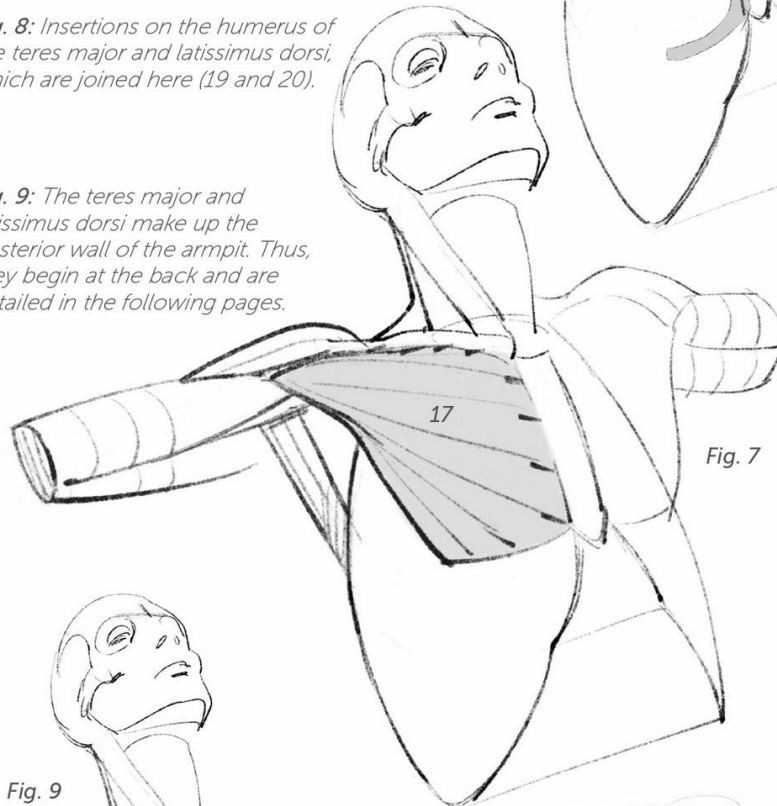 g. 8: Insertions on the humerus of
e teres major and latissimus dorsi,
hich are joined here (19 and 20).
g. 9: The teres major and
issimus dorsi make up the
sterior wall of the armpit. Thus,
ey begin at the back and are
tailed in the following pages.
17
Fig. 7
Fig. 9